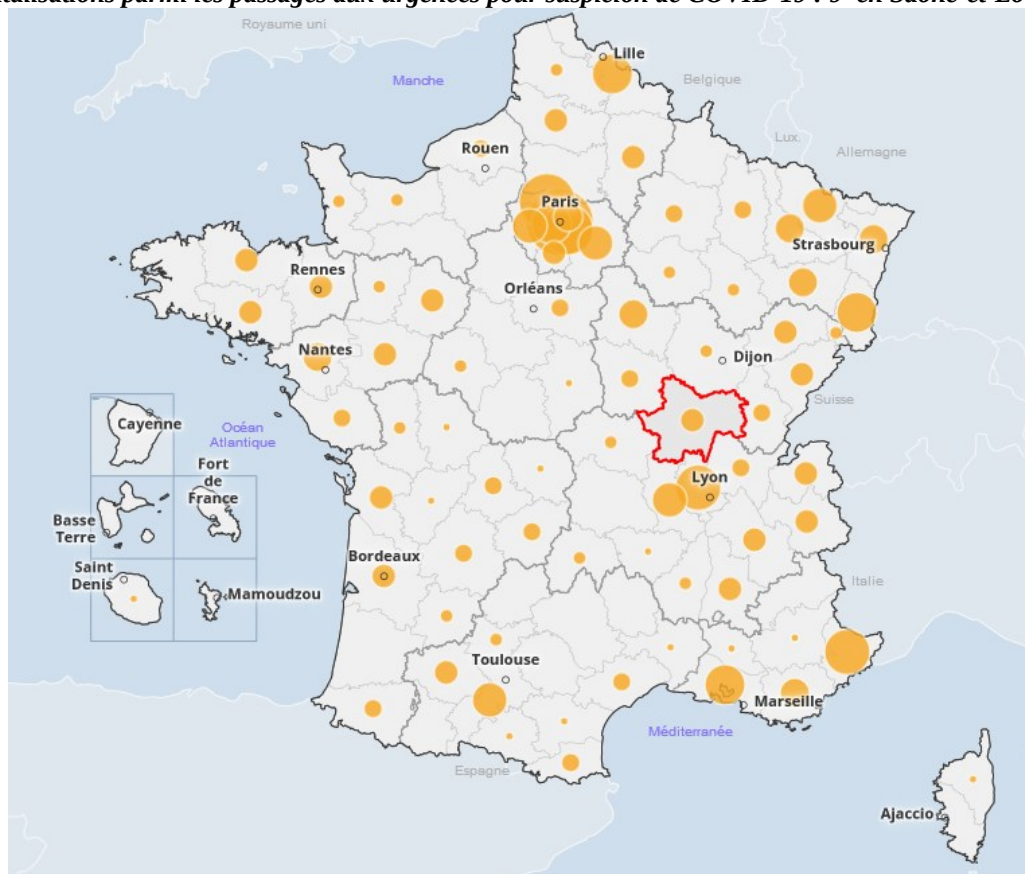 parmi les passages aux urgences pour suspicion de COVID-19 :
en Saône-et-Lo
Royaume uni
Lille
Manche
Belgique
Lux.
Rouen
Allemagne
Paris
Strasbourg
Rennes
Orléans
Nantes
Dijon
Suisse
Cayenne
Océan
Atlantique
Fort
de
France
Lyon
Basse
Terre
Bordeaux
Saint
Denis
Mamoudzou
Italie
Toulouse
Marseille
Méditerranée
Espagne
Ajaccio